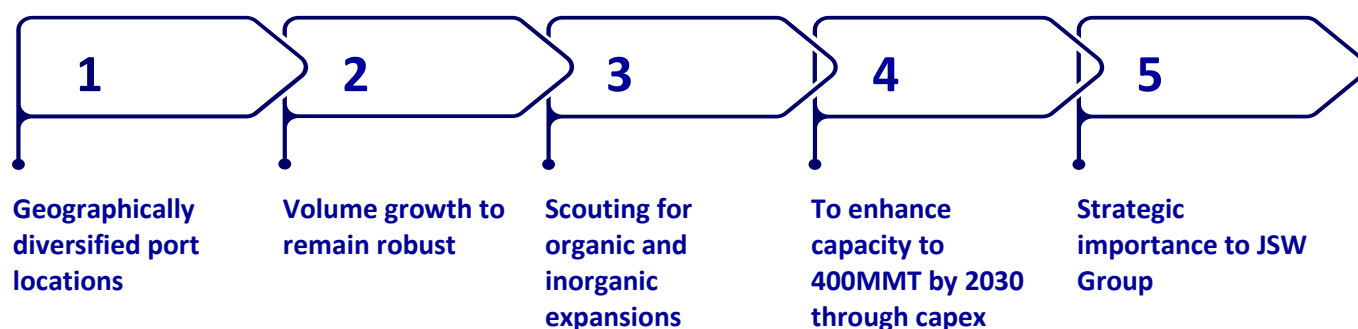 1
2
3
4
5
Geographically
diversified port
locations
Volume growth to
remain robust
Scouting for
organic and
inorganic
expansions
To enhance
capacity to
400MMT by 2030
through capex
Strategic
importance to JSW
Group